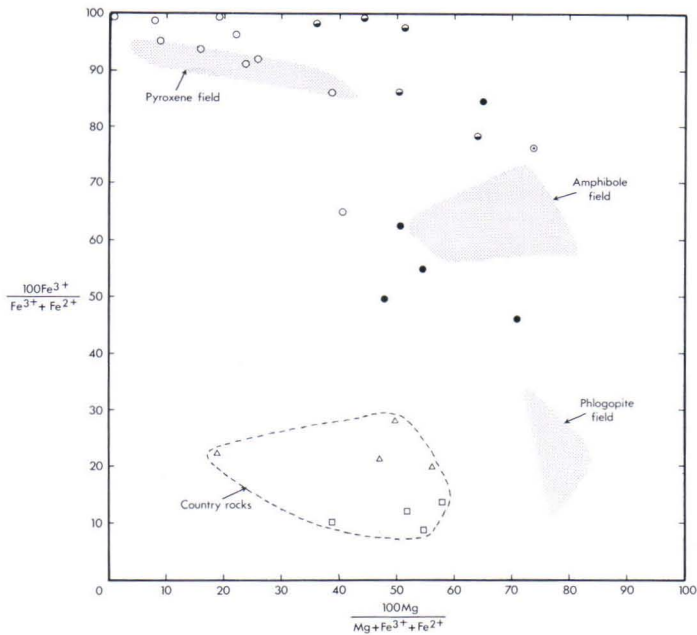 100
90
Pyroxene field
80
70
Amphibole
field
60
100Fe3+
Fe3+ + Fe2+
50
40
Phlogopite
field
30
20
Country rocks
10
0 10 20 30 40 50 60 70 80 90 100
100Mg
Mg+Fe3++Fe2+